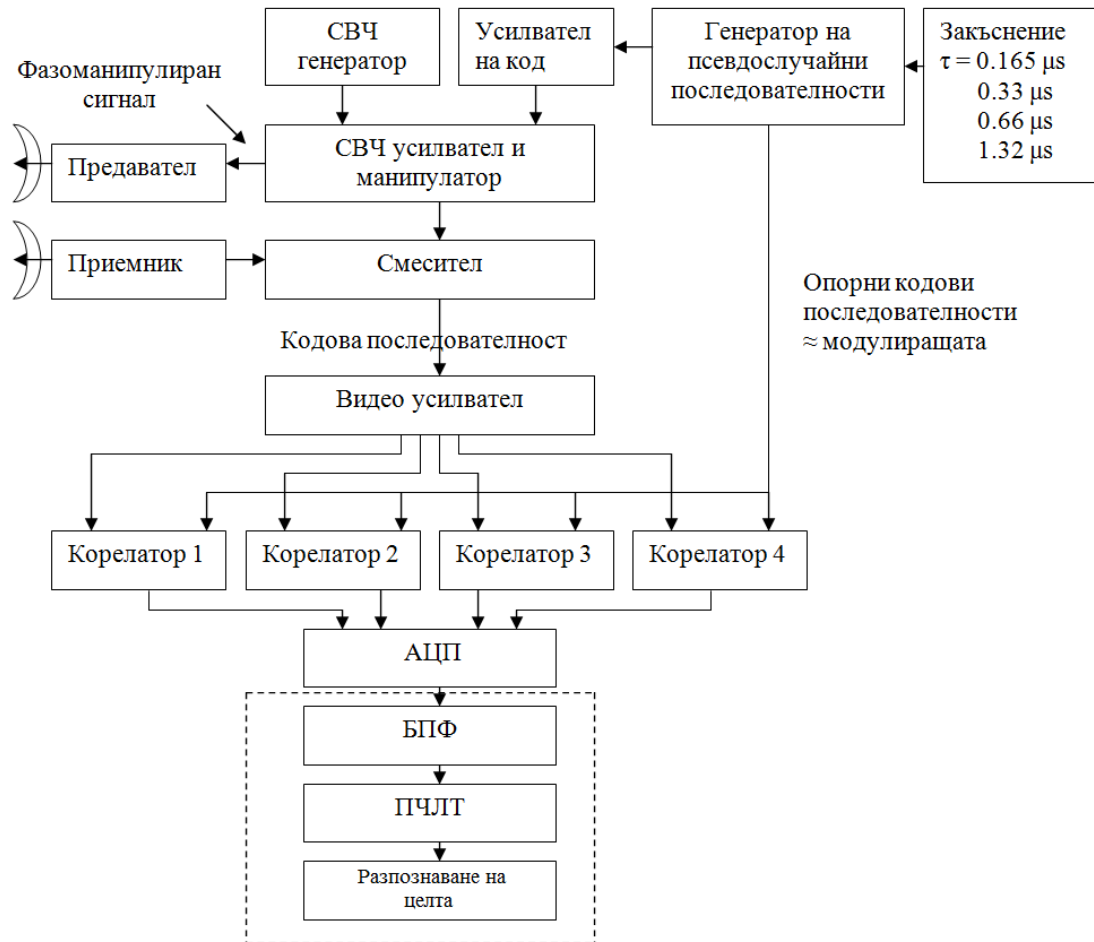 СВЧ
генератор
Усилвател
на код
Генератор на
псевдослучайни
последователности
Закъснение
τ = 0.165 μs
0.33 μs
0.66 μs
1.32 μs
Фазоманипулиран
сигнал
Предавател
СВЧ усилвател и
манипулатор
Приемник
Смесител
Опорни кодови
последователности
≈ модулиращата
Кодова последователност
Видео усилвател
Корелатор 1
Корелатор 2
Корелатор 3
Корелатор 4
АЦП
БПФ
ПЧЛТ
Разпознаване на
целта